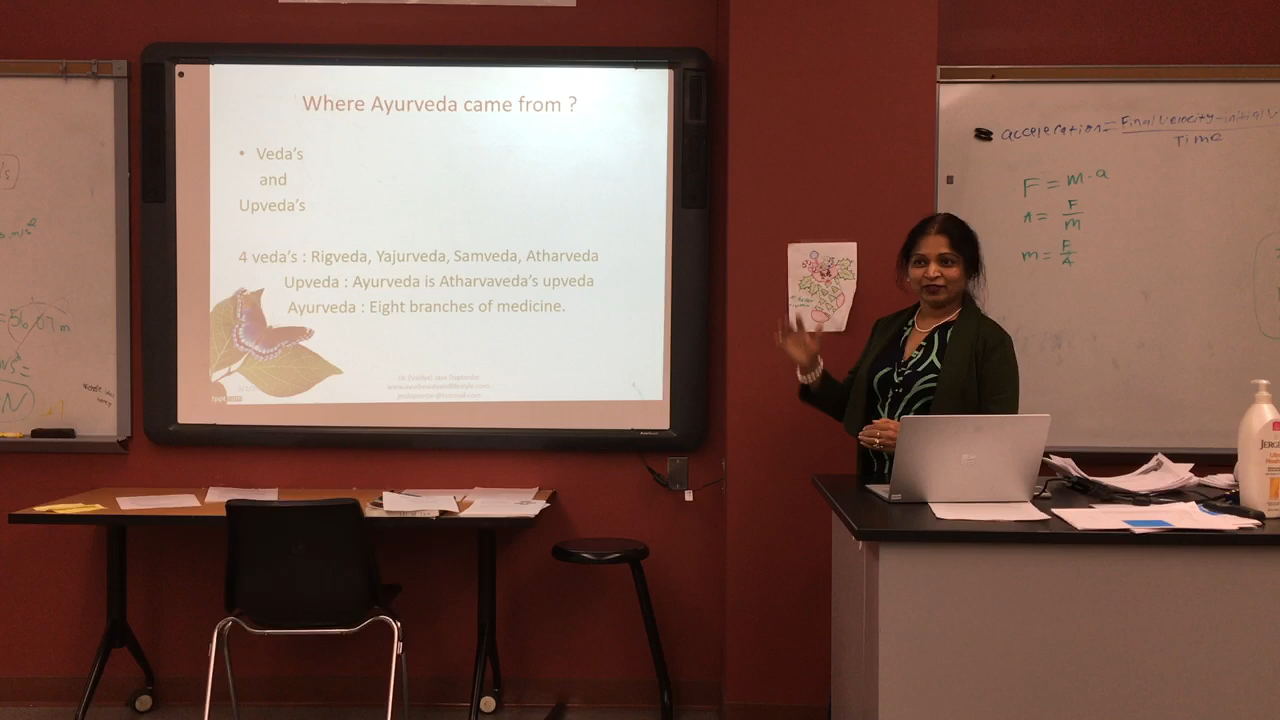 Where Ayurveda came from ?
• Veda's
and
Upveda's
4 veda's : Rigveda, Yajurveda, Samveda, Atharveda
Upveda : Ayurveda is Atharvaveda's upveda
Ayurveda : Eight branches of medicine.
acceleration = Final Velocity - initial V
Time
F = m · a
A = F
m
m = F
A
JERGE